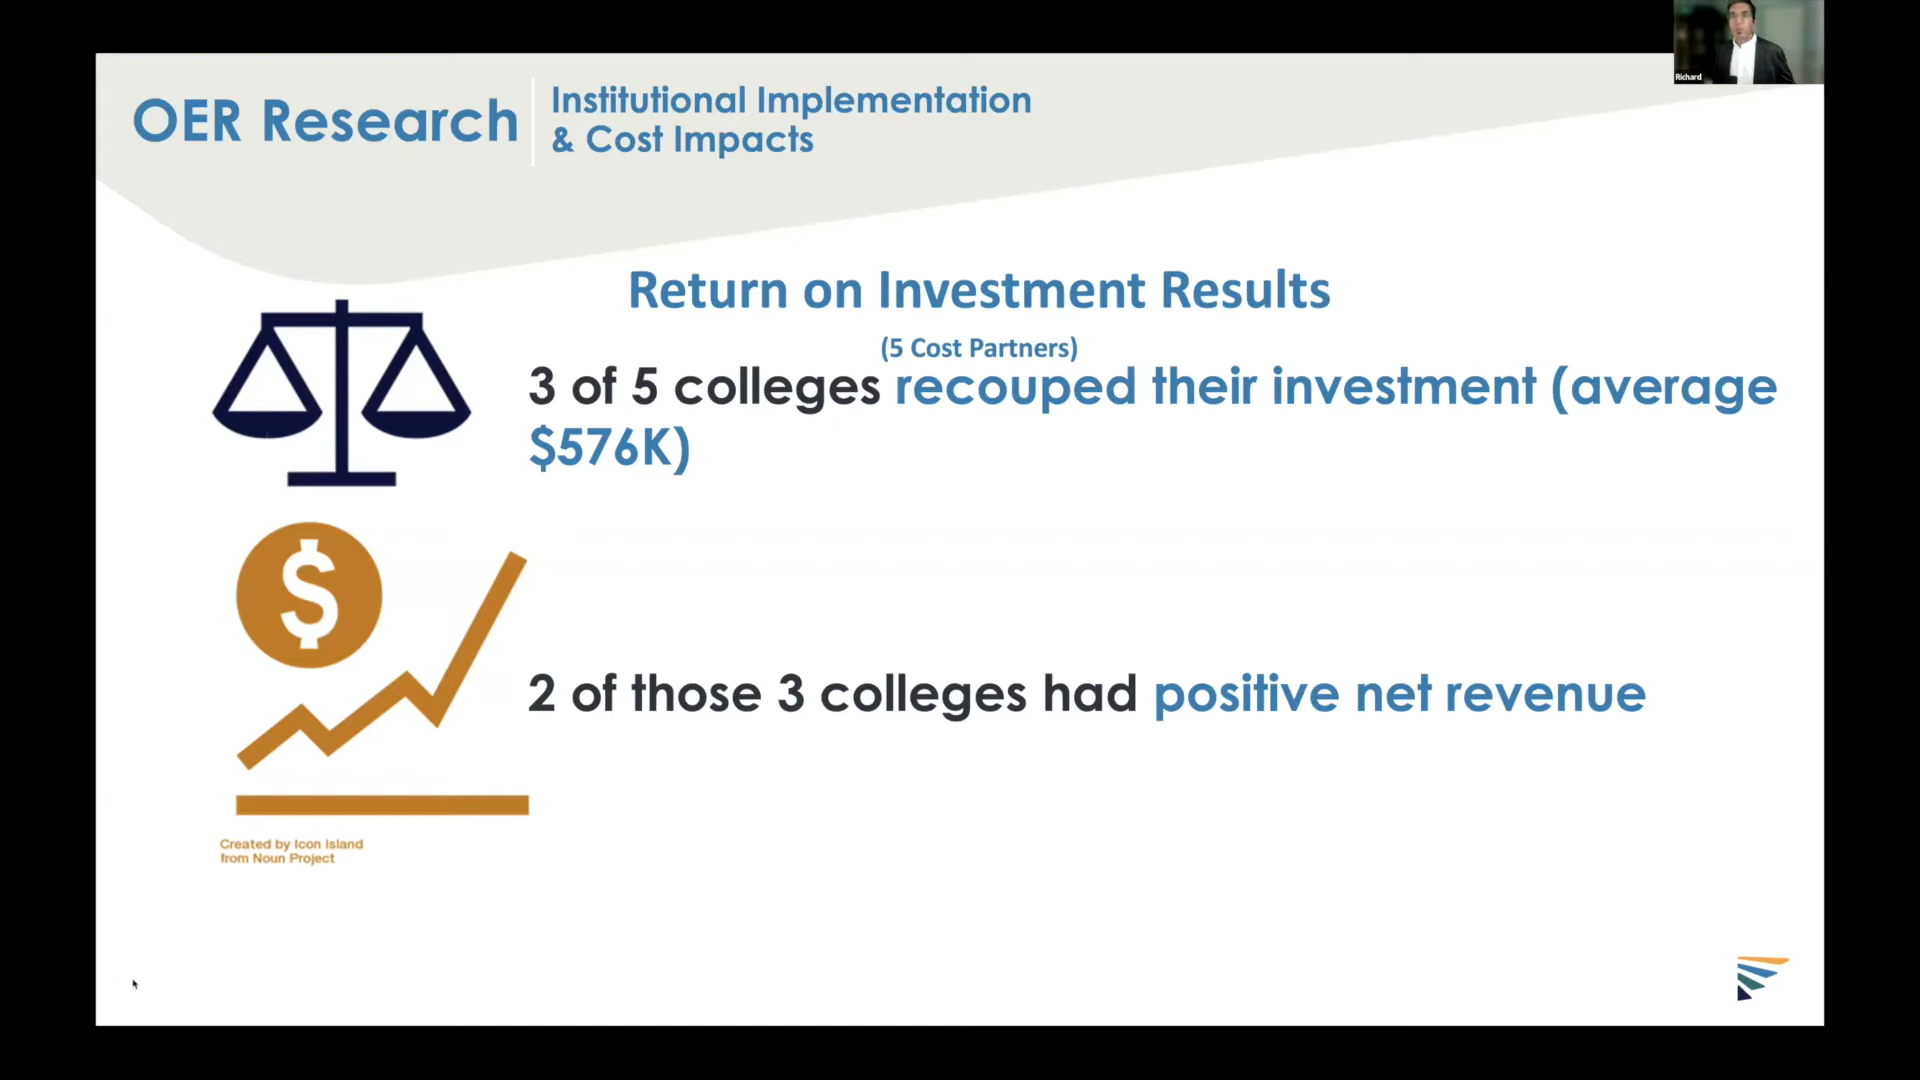 Richard
OER Research
Institutional Implementation
& Cost Impacts
Return on Investment Results
(5 Cost Partners)
3 of 5 colleges recouped their investment (average
$576K)
$
2 of those 3 colleges had positive net revenue
Created by Icon Island
from Noun Project